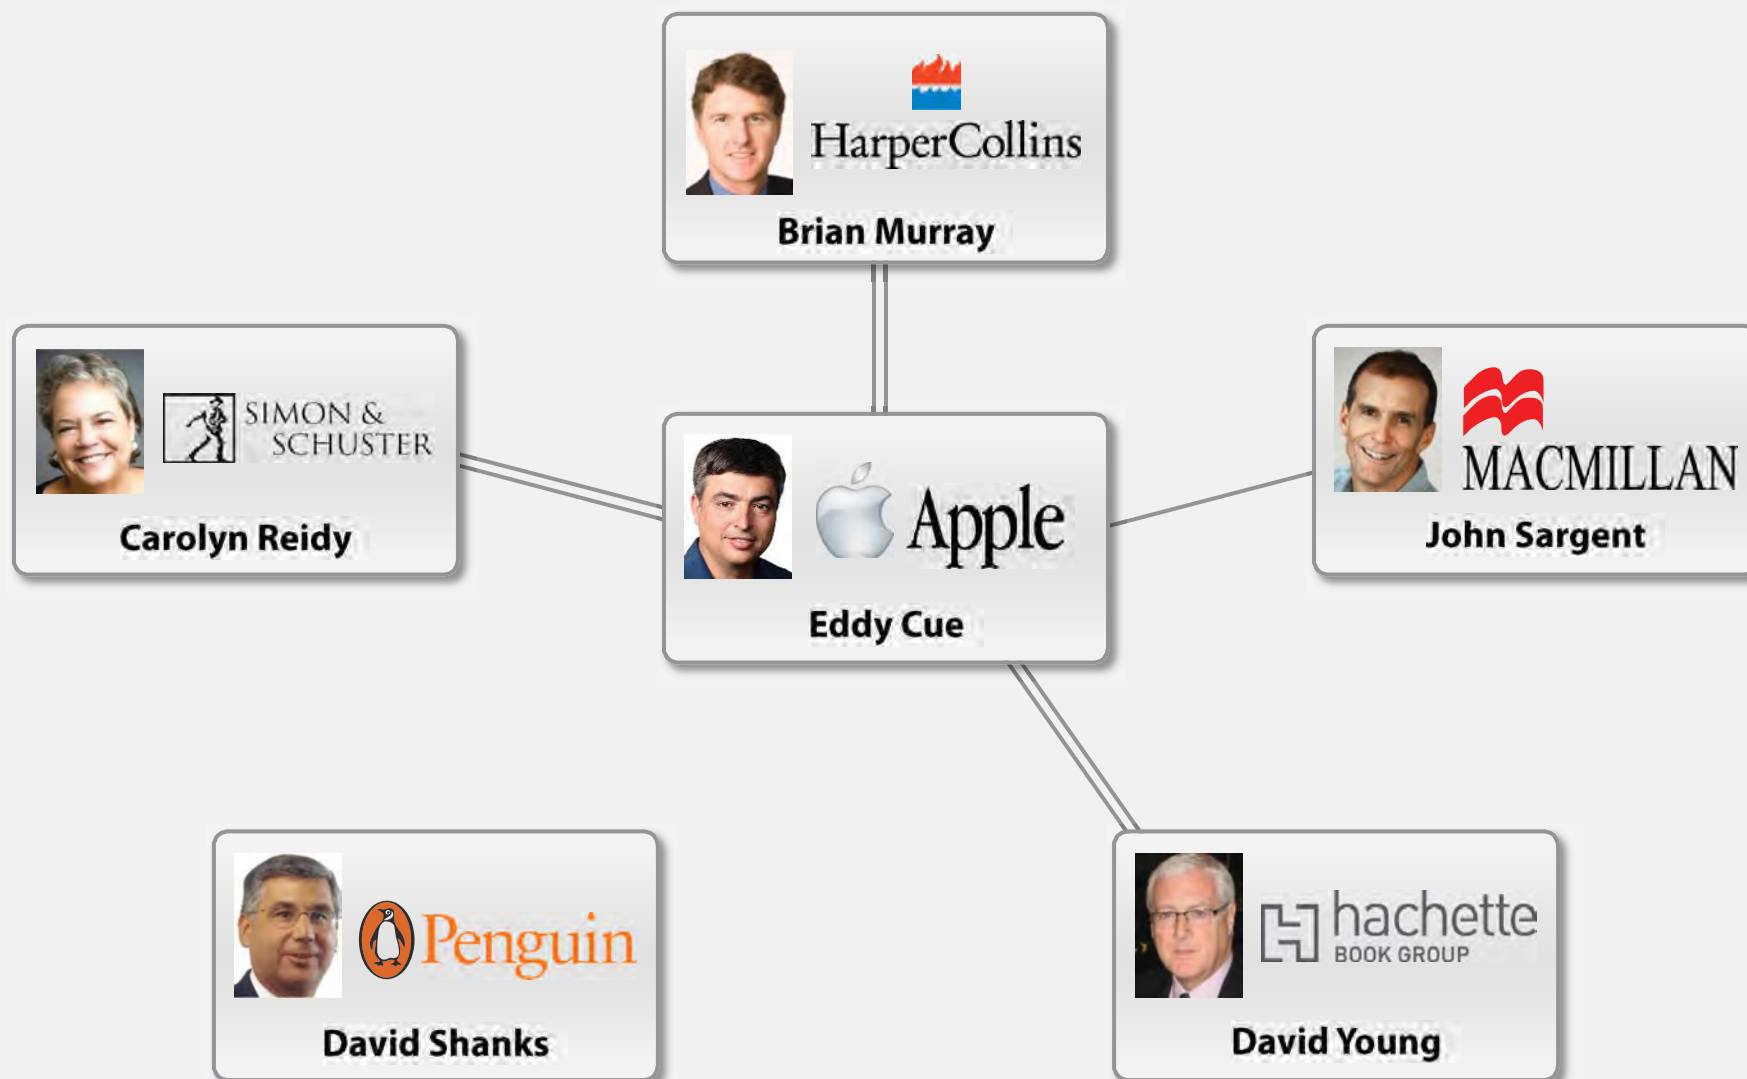 HarperCollins
Brian Murray
SIMON &
SCHUSTER
Carolyn Reidy
Apple
Eddy Cue
MACMILLAN
John Sargent
Penguin
David Shanks
hachette
BOOK GROUP
David Young